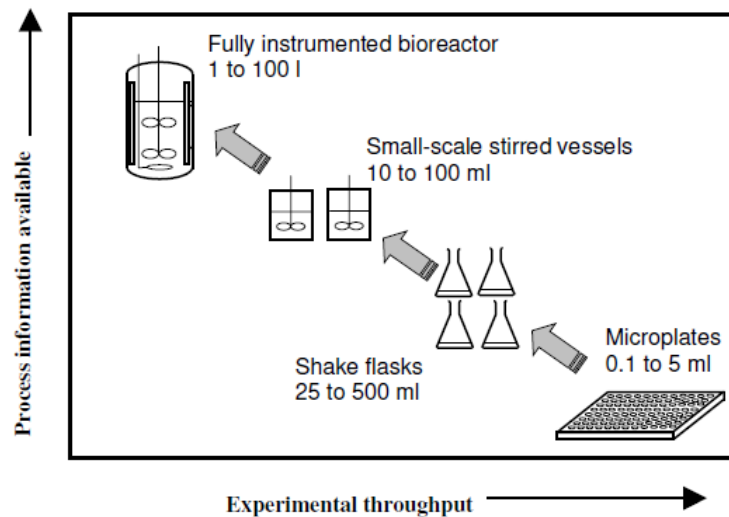 Fully instrumented bioreactor
1 to 100 l
Small-scale stirred vessels
10 to 100 ml
Shake flasks
25 to 500 ml
Microplates
0.1 to 5 ml
Process information available
Experimental throughput